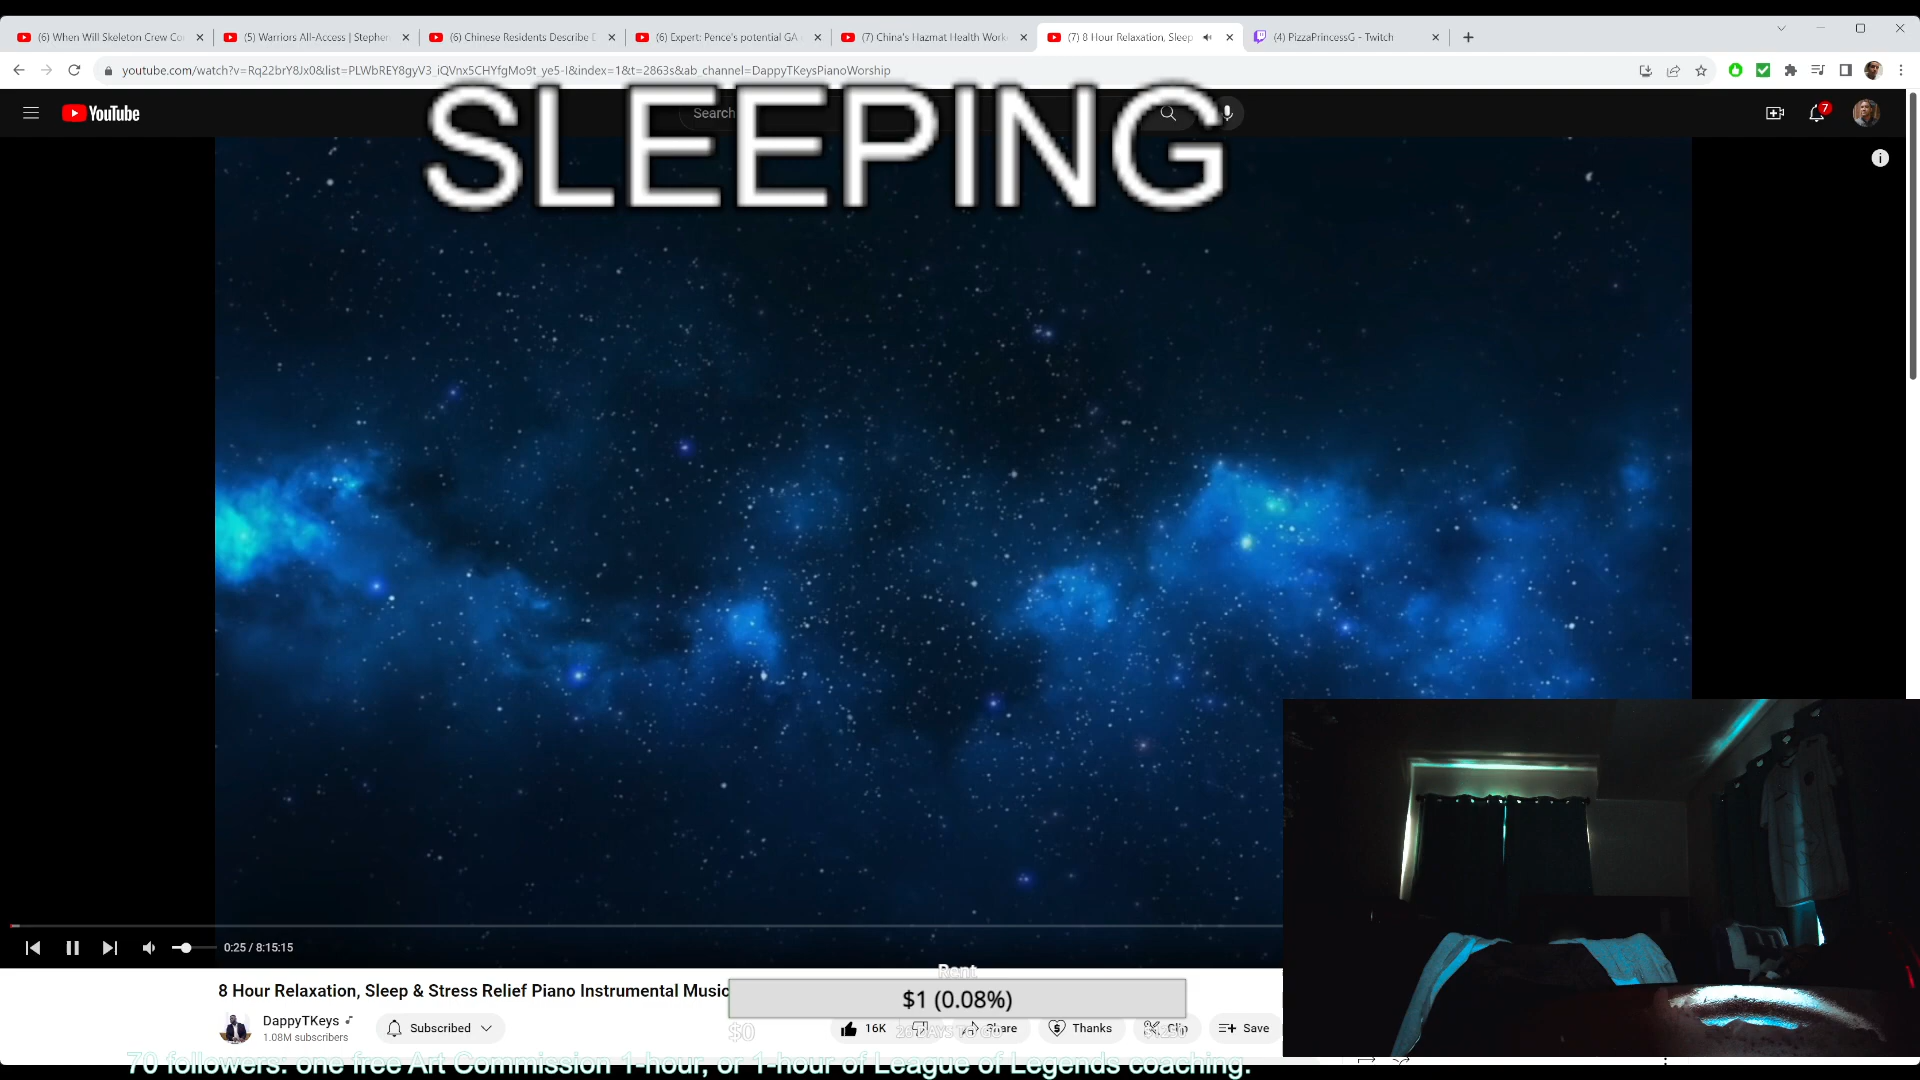 (6) When Will Skeleton Crew Co
(5) Warriors All-Access | Stephen
(6) Chinese Residents Describe D
(6) Expert: Pence's potential GA
(7) China's Hazmat Health Work
(7) 8 Hour Relaxation, Sleep
(4) PizzaPrincessG - Twitch
youtube.com/watch?v=Rq22brY8Jx0&list=PLWbREY8gyV3_iQVnx5CHYfgMo9t_ye5-I&index=1&t=2863s&ab_channel=DappyTKeysPianoWorship
SLEEPING
YouTube
Search
7
0:25 / 8:15:15
8 Hour Relaxation, Sleep & Stress Relief Piano Instrumental Music
Rent
$1 (0.08%)
DappyTKeys
1.08M subscribers
Subscribed
$0
16K
Share
Thanks
Clip
Save
70 followers: one free Art Commission 1-hour, or 1-hour of League of Legends coaching.